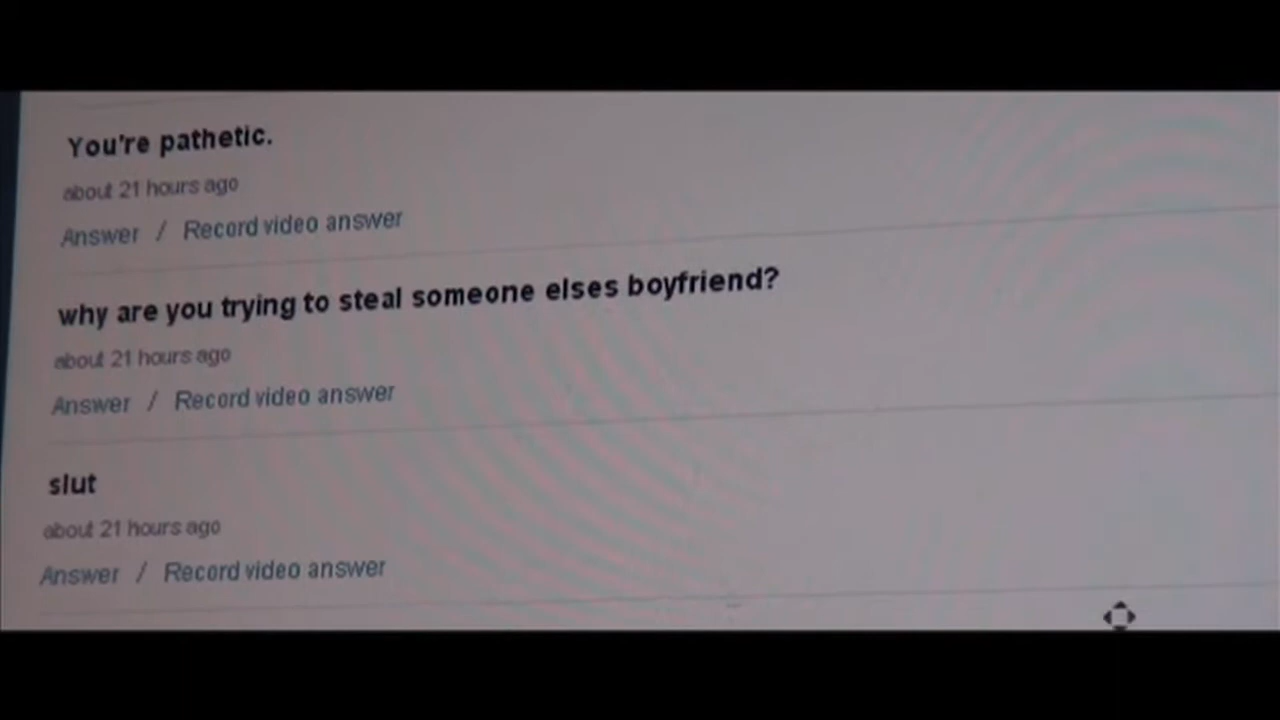 You're pathetic.
about 21 hours ago
Answer / Record video answer
why are you trying to steal someone elses boyfriend?
about 21 hours ago
Answer / Record video answer
slut
about 21 hours ago
Answer / Record video answer